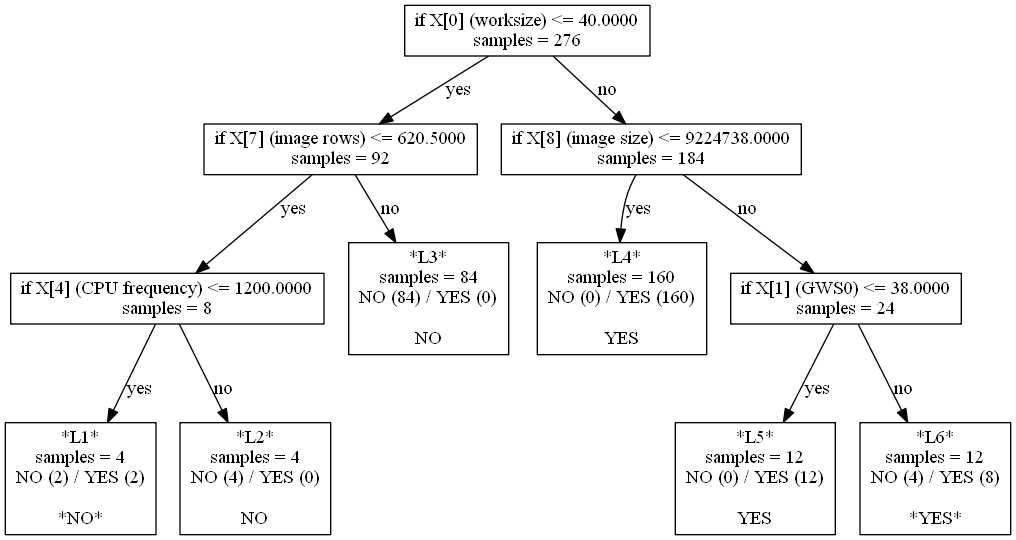 if X[0] (worksize) <= 40.0000
samples = 276
yes
no
if X[7] (image rows) <= 620.5000
samples = 92
if X[8] (image size) <= 9224738.0000
samples = 184
yes
no
yes
no
if X[4] (CPU frequency) <= 1200.0000
samples = 8
*L3*
samples = 84
NO (84) / YES (0)
NO
*L4*
samples = 160
NO (0) / YES (160)
YES
if X[1] (GWS0) <= 38.0000
samples = 24
yes
no
yes
no
*L1*
samples = 4
NO (2) / YES (2)
*NO*
*L2*
samples = 4
NO (4) / YES (0)
NO
*L5*
samples = 12
NO (0) / YES (12)
YES
*L6*
samples = 12
NO (4) / YES (8)
*YES*